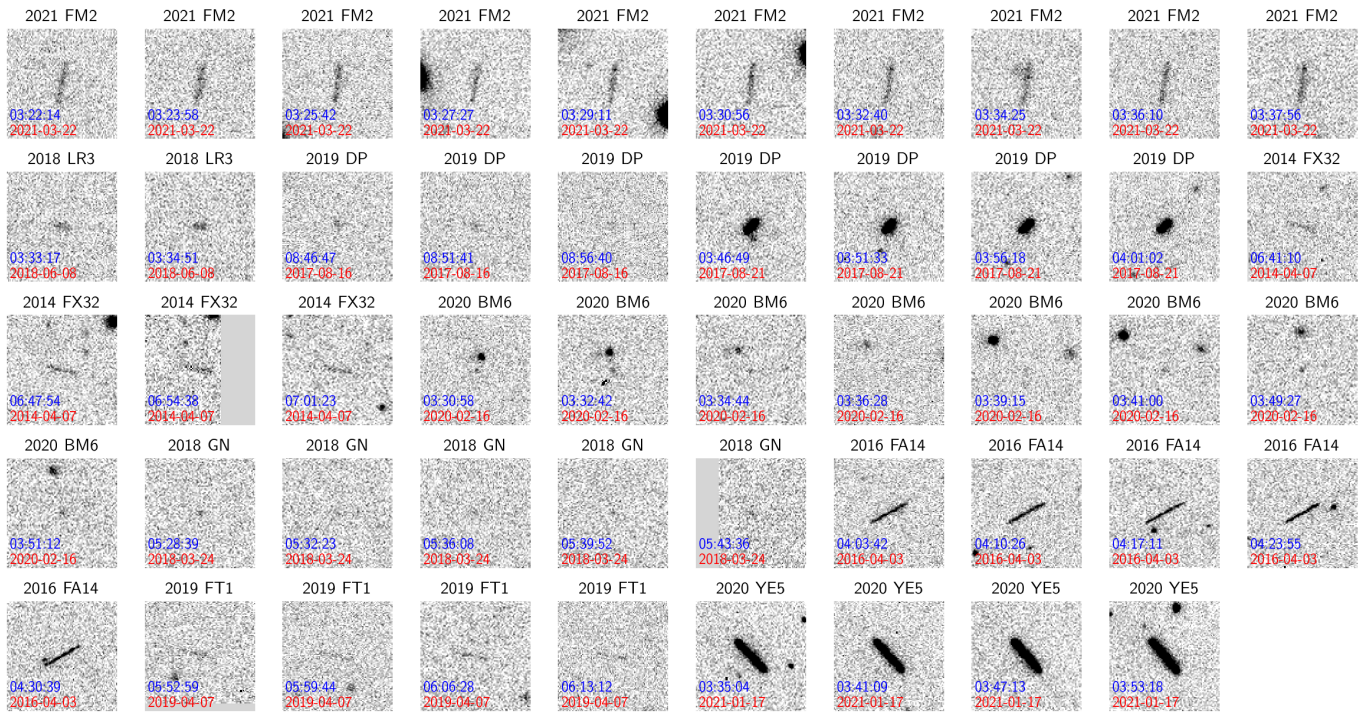 2021 FM2 2021 FM2 2021 FM2 2021 FM2 2021 FM2 2021 FM2 2021 FM2 2021 FM2 2021 FM2 2021 FM2
03:22:14 03:23:58 03:25:42 03:27:27 03:29:11 03:30:56 03:32:40 03:34:25 03:36:10 03:37:56
2021-03-22 2021-03-22 2021-03-22 2021-03-22 2021-03-22 2021-03-22 2021-03-22 2021-03-22 2021-03-22 2021-03-22
2018 LR3 2018 LR3 2019 DP 2019 DP 2019 DP 2019 DP 2019 DP 2019 DP 2019 DP 2014 FX32
03:33:17 03:34:51 08:46:47 08:51:41 08:56:40 03:46:49 03:51:33 03:56:18 04:01:02 06:41:10
2018-06-08 2018-06-08 2017-08-16 2017-08-16 2017-08-16 2017-08-21 2017-08-21 2017-08-21 2017-08-21 2014-04-07
2014 FX32 2014 FX32 2014 FX32 2020 BM6 2020 BM6 2020 BM6 2020 BM6 2020 BM6 2020 BM6 2020 BM6
06:47:54 06:54:38 07:01:23 03:30:58 03:32:42 03:34:44 03:36:28 03:39:15 03:41:00 03:49:27
2014-04-07 2014-04-07 2014-04-07 2020-02-16 2020-02-16 2020-02-16 2020-02-16 2020-02-16 2020-02-16 2020-02-16
2020 BM6 2018 GN 2018 GN 2018 GN 2018 GN 2018 GN 2016 FA14 2016 FA14 2016 FA14 2016 FA14
03:51:12 05:28:39 05:32:23 05:36:08 05:39:52 05:43:36 04:03:42 04:10:26 04:17:11 04:23:55
2020-02-16 2018-03-24 2018-03-24 2018-03-24 2018-03-24 2018-03-24 2016-04-03 2016-04-03 2016-04-03 2016-04-03
2016 FA14 2019 FT1 2019 FT1 2019 FT1 2019 FT1 2020 YE5 2020 YE5 2020 YE5 2020 YE5
04:30:39 05:52:59 05:59:44 06:06:28 06:13:12 03:35:04 03:41:09 03:47:13 03:53:18
2016-04-03 2019-04-07 2019-04-07 2019-04-07 2019-04-07 2021-01-17 2021-01-17 2021-01-17 2021-01-17